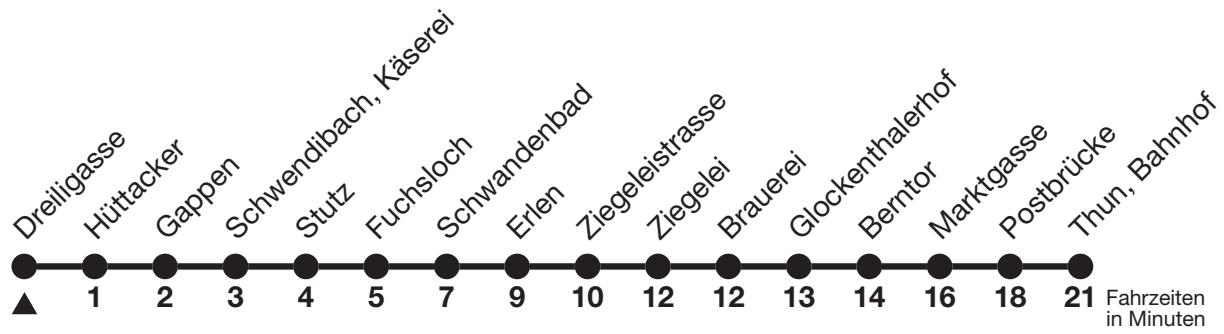 Dreiligasse
Hüttacker
Gappen
Schwendibach, Käserei
Stutz
Fuchsloch
Schwandenbad
Erlen
Ziegeleistrasse
Ziegelei
Brauerei
Glockenthalerhof
Berntor
Marktgasse
Postbrücke
Thun, Bahnhof
1 2 3 4 5 7 9 10 12 12 13 14 16 18 21 Fahrzeiten
in Minuten